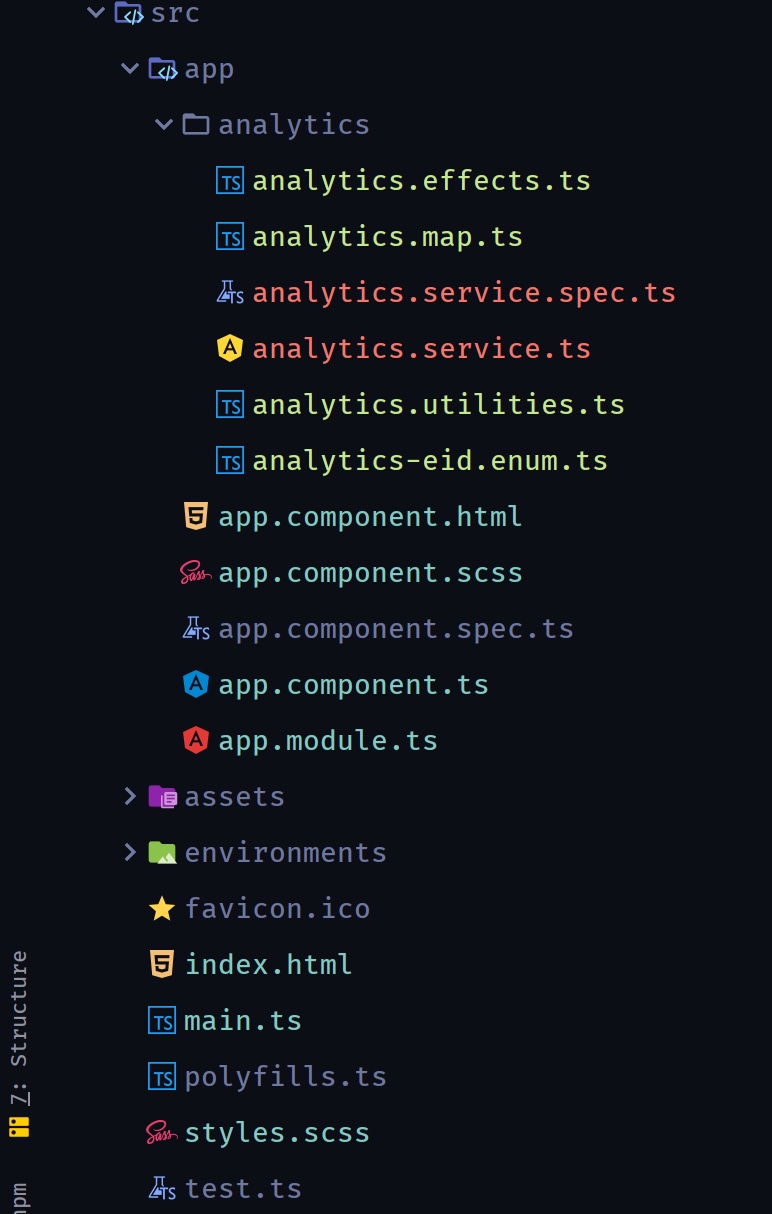 src
app
analytics
TS analytics.effects.ts
TS analytics.map.ts
TS analytics.service.spec.ts
A analytics.service.ts
TS analytics.utilities.ts
TS analytics-eid.enum.ts
5 app.component.html
Sass app.component.scss
TS app.component.spec.ts
A app.component.ts
A app.module.ts
assets
environments
favicon.ico
5 index.html
TS main.ts
TS polyfills.ts
Sass styles.scss
TS test.ts
7: Structure
npm